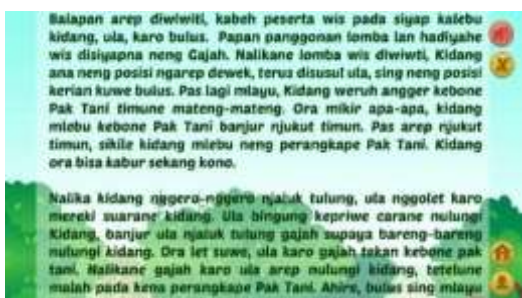 Balapan arep diwiwiti, kabeh peserta wis pada siyap kalebu
kidang, ula, karo bulus. Papan panggonan lomba lan hadiyahe
wis disiyapna neng Gajah. Nalikane lomba wis diwiwti, Kidang
ana neng posisi ngarep dewek, terus disusul ula, sing neng posisi
kerian kuwe bulus. Pas lagi mlayu, Kidang weruh angger kebone
Pak Tani timune mateng-mateng. Ora mikir apa-apa, kidang
mlebu kebone Pak Tani banjur njukut timun. Pas arep njukut
timun, sikile kidang mlebu neng perangkape Pak Tani. Kidang
ora bisa kabur sekang kono.
Nalika kidang nggero-nggero njaluk tulung, ula nggolet karo
mereki suarane kidang. Ula bingung kepriwe carane nulungi
Kidang, banjur ula njaluk tulung gajah supaya bareng-bareng
nulungi kidang. Ora let suwe, ula karo gajah tekan kebone pak
tani. Nalikane gajah karo ula arep nulungi kidang, tetelune
malah pada kena perangkape Pak Tani. Ahire, bulus sing mlayu